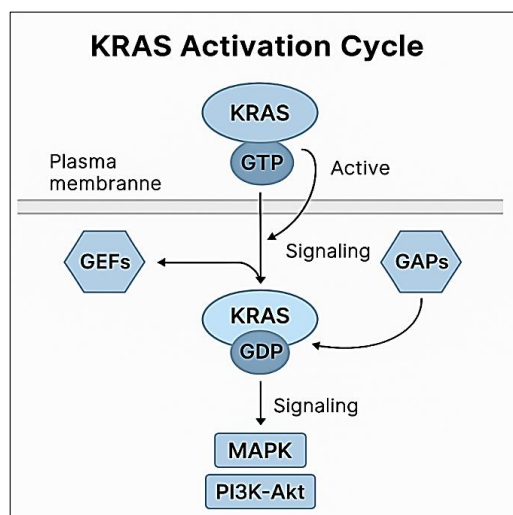 KRAS Activation Cycle
KRAS
GTP
Plasma
membranne
Active
GEFs
Signaling
GAPs
KRAS
GDP
Signaling
MAPK
PI3K-Akt